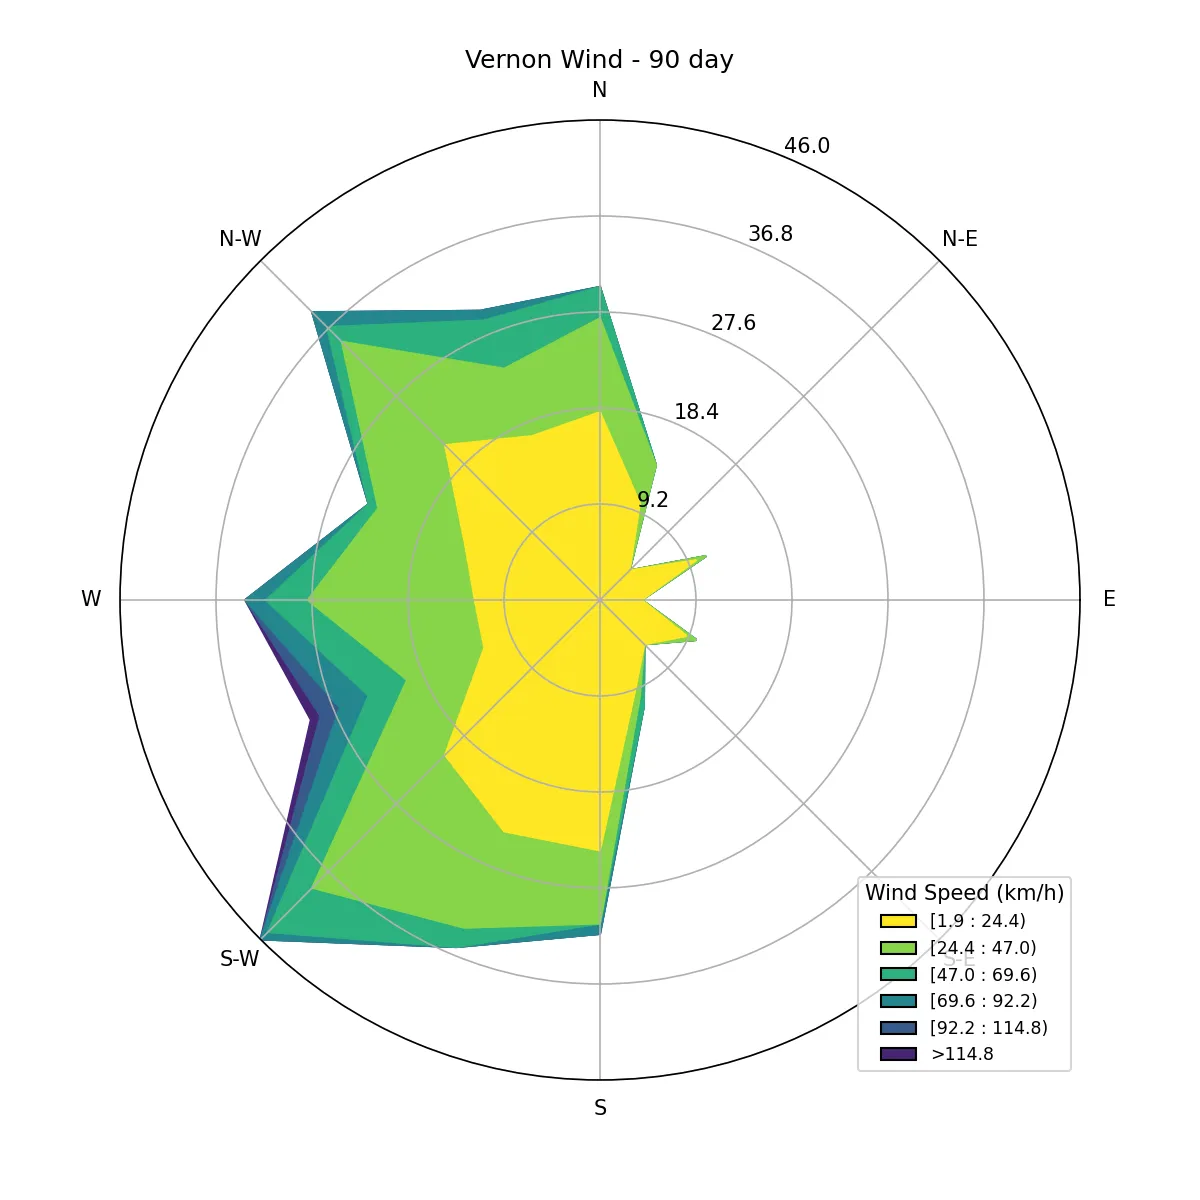 Vernon Wind - 90 day
N
46.0
36.8
N-W
N-E
27.6
18.4
9.2
W
E
S-W
S-E
S
Wind Speed (km/h)
[1.9 : 24.4)
[24.4 : 47.0)
[47.0 : 69.6)
[69.6 : 92.2)
[92.2 : 114.8)
>114.8